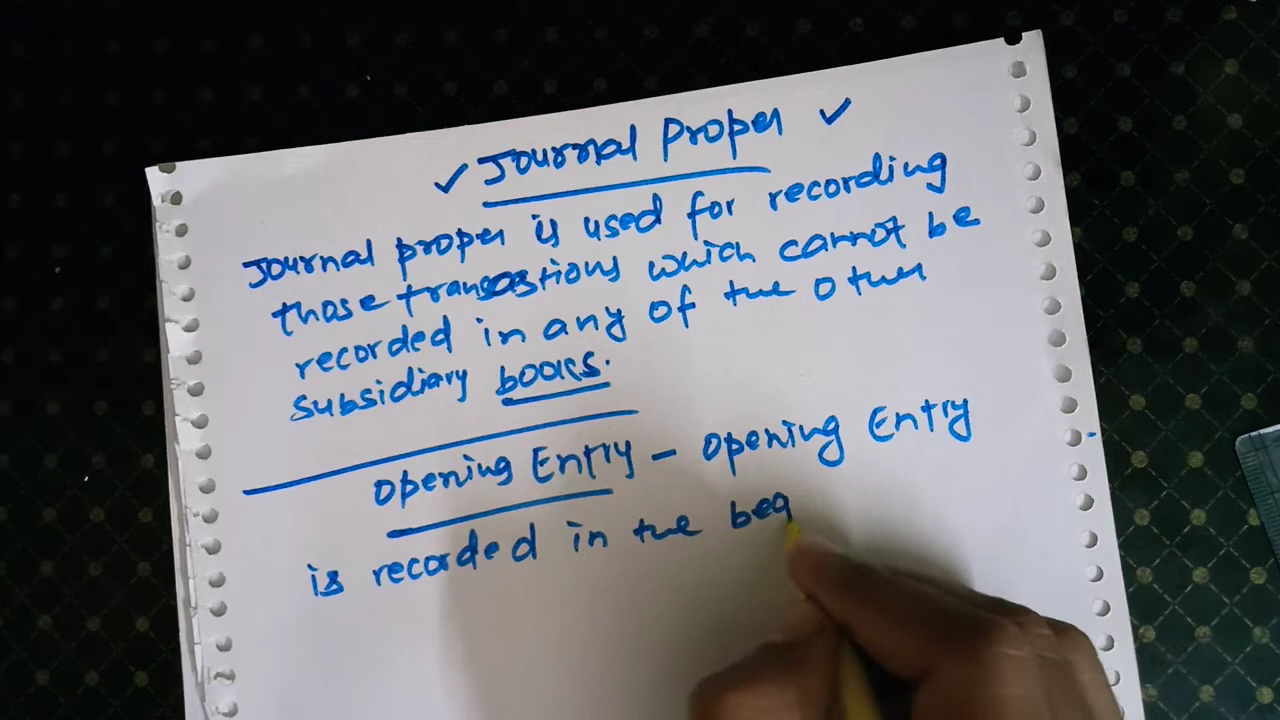 ✓ Journal Proper ✓
Journal proper is used for recording
those transactions which cannot be
recorded in any of the other
subsidiary books.
Opening Entry - Opening Entry
is recorded in the beg